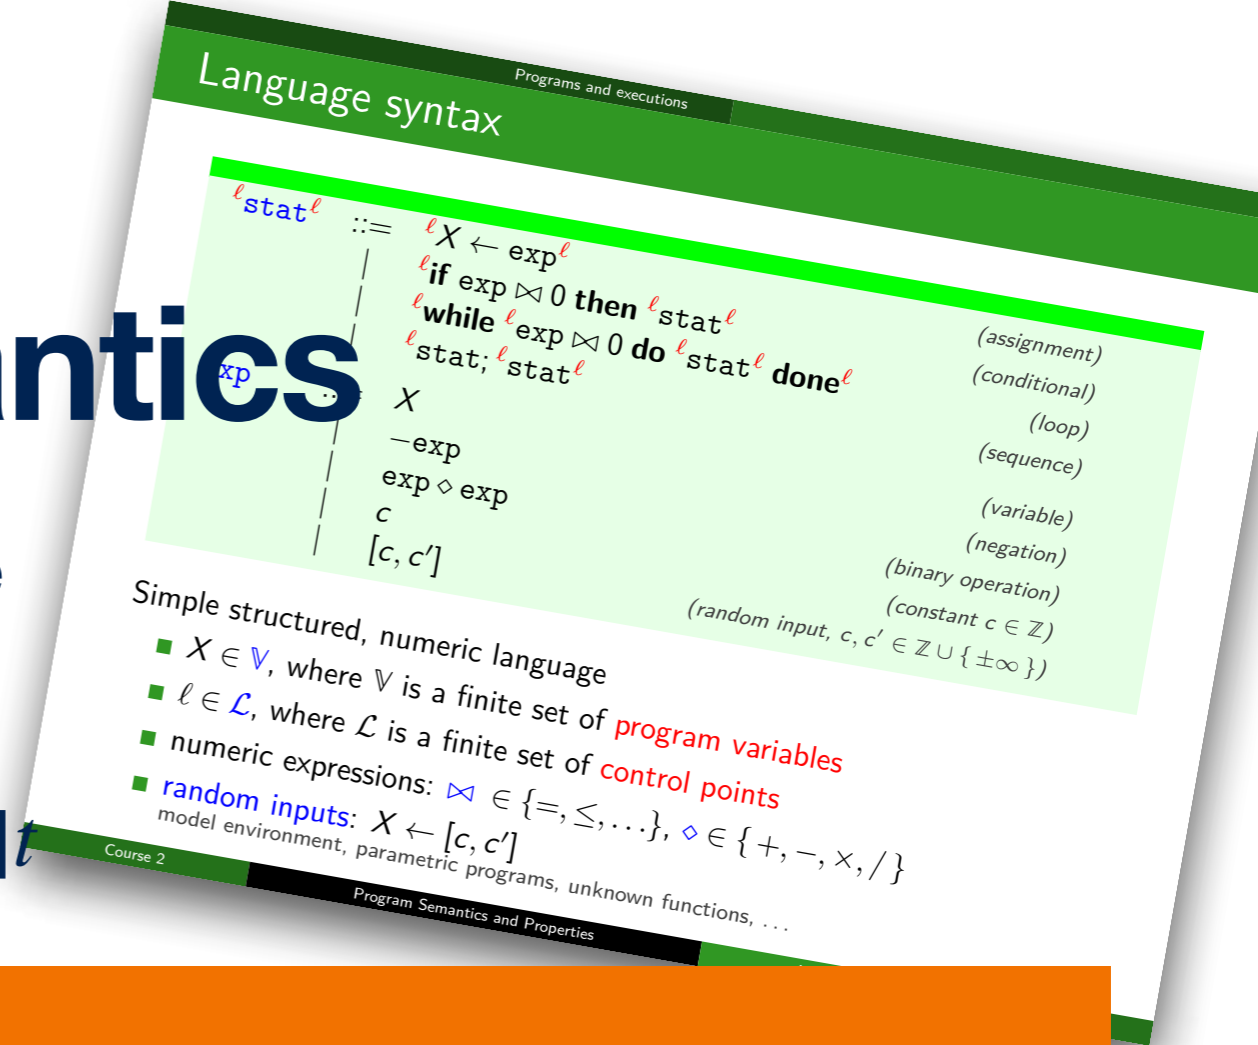 Programs and executions
Language syntax
ℓstatℓ ::= ℓX ← expℓ (assignment)
| ℓif exp ⋈ 0 then ℓstatℓ (conditional)
| ℓwhile ℓexp ⋈ 0 do ℓstatℓ doneℓ (loop)
| ℓstat; ℓstatℓ (sequence)
xp X (variable)
| −exp (negation)
| exp ⋄ exp (binary operation)
| c (constant c ∈ ℤ)
| [c, c′] (random input, c, c′ ∈ ℤ ∪ { ±∞ })
antics
Simple structured, numeric language
■ X ∈ 𝕍, where 𝕍 is a finite set of program variables
■ ℓ ∈ ℒ, where ℒ is a finite set of control points
■ numeric expressions: ⋈ ∈ {=, ≤, ...}, ⋄ ∈ { +, −, ×, / }
■ random inputs: X ← [c, c′]
model environment, parametric programs, unknown functions, ...
Course 2
Program Semantics and Properties